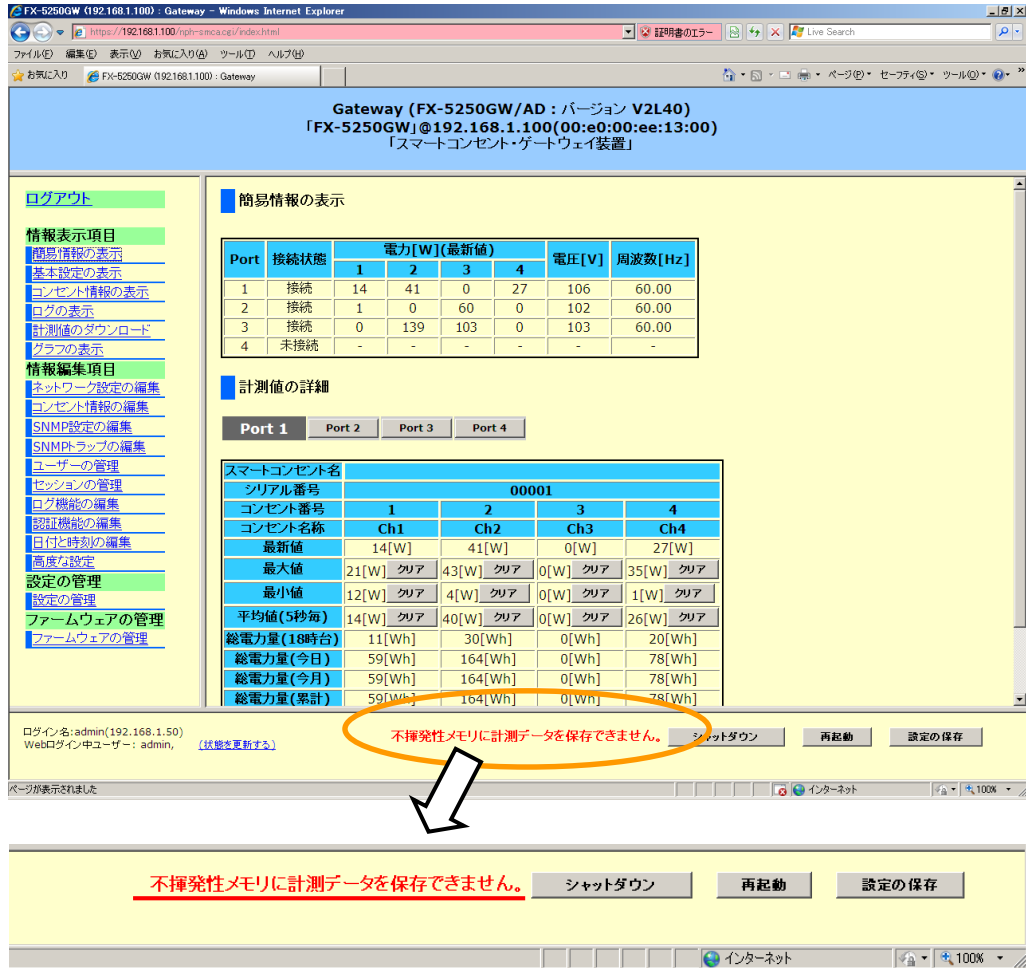 FX-5250GW (192.168.1.100) : Gateway - Windows Internet Explorer
https://192.168.1.100/nph-smca.cgi/index.html
証明書のエラー
Live Search
ファイル(F) 編集(E) 表示(V) お気に入り(A) ツール(T) ヘルプ(H)
お気に入り FX-5250GW (192.168.1.100) : Gateway ページ(P) セーフティ(S) ツール(O)
Gateway (FX-5250GW/AD：バージョン V2L40)
「FX-5250GW」@192.168.1.100(00:e0:00:ee:13:00)
「スマートコンセント・ゲートウェイ装置」
ログアウト
情報表示項目
簡易情報の表示
基本設定の表示
コンセント情報の表示
ログの表示
計測値のダウンロード
グラフの表示
情報編集項目
ネットワーク設定の編集
コンセント情報の編集
SNMP設定の編集
SNMPトラップの編集
ユーザーの管理
セッションの管理
ログ機能の編集
認証機能の編集
日付と時刻の編集
高度な設定
設定の管理
設定の管理
ファームウェアの管理
ファームウェアの管理
簡易情報の表示
Port 接続状態 電力[W](最新値) 電圧[V] 周波数[Hz]
1 2 3 4
1 接続 14 41 0 27 106 60.00
2 接続 1 0 60 0 102 60.00
3 接続 0 139 103 0 103 60.00
4 未接続 - - - - - -
計測値の詳細
Port 1 Port 2 Port 3 Port 4
スマートコンセント名
シリアル番号 00001
コンセント番号 1 2 3 4
コンセント名称 Ch1 Ch2 Ch3 Ch4
最新値 14[W] 41[W] 0[W] 27[W]
最大値 21[W] クリア 43[W] クリア 0[W] クリア 35[W] クリア
最小値 12[W] クリア 4[W] クリア 0[W] クリア 1[W] クリア
平均値(5秒毎) 14[W] クリア 40[W] クリア 0[W] クリア 26[W] クリア
総電力量(18時台) 11[Wh] 30[Wh] 0[Wh] 20[Wh]
総電力量(今日) 59[Wh] 164[Wh] 0[Wh] 78[Wh]
総電力量(今月) 59[Wh] 164[Wh] 0[Wh] 78[Wh]
総電力量(累計) 59[Wh] 164[Wh] 0[Wh] 78[Wh]
ログイン名:admin(192.168.1.50)
Webログイン中ユーザー: admin, (状態を更新する)
不揮発性メモリに計測データを保存できません。 シャットダウン 再起動 設定の保存
ページが表示されました インターネット 100%
不揮発性メモリに計測データを保存できません。 シャットダウン 再起動 設定の保存
インターネット 100%